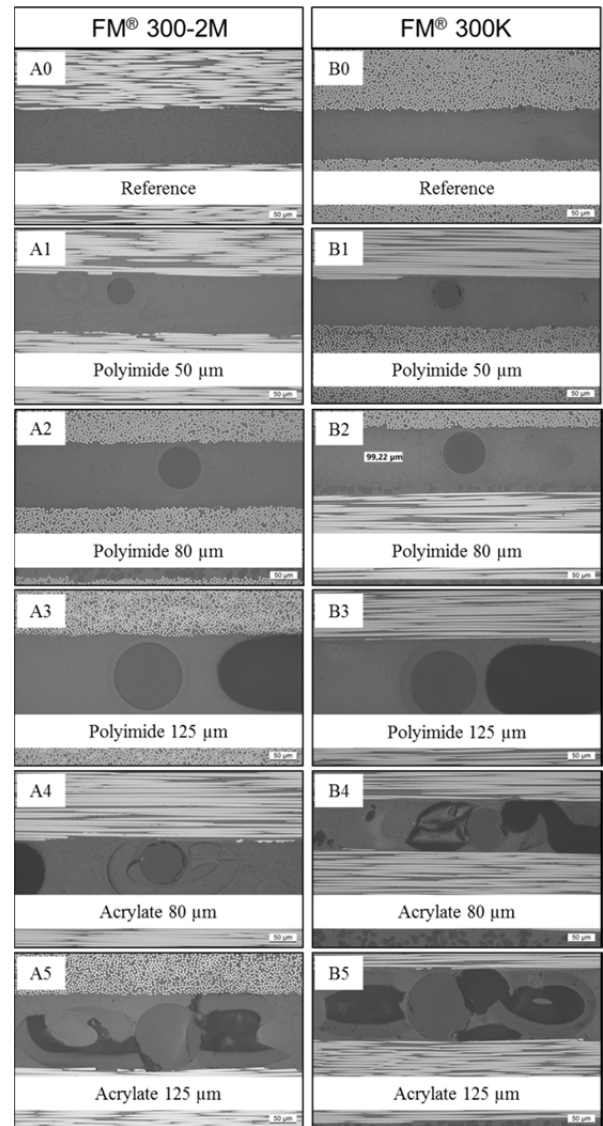 FM® 300-2M
FM® 300K
A0
Reference
50 µm
B0
Reference
50 µm
A1
Polyimide 50 µm
50 µm
B1
Polyimide 50 µm
50 µm
A2
Polyimide 80 µm
50 µm
B2
99,22 µm
Polyimide 80 µm
50 µm
A3
Polyimide 125 µm
50 µm
B3
Polyimide 125 µm
50 µm
A4
Acrylate 80 µm
50 µm
B4
Acrylate 80 µm
50 µm
A5
Acrylate 125 µm
50 µm
B5
Acrylate 125 µm
50 µm